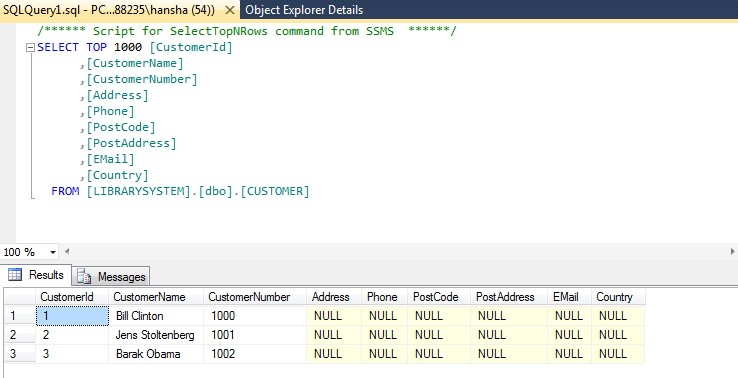 SQLQuery1.sql - PC...88235\hansha (54)) Object Explorer Details
/****** Script for SelectTopNRows command from SSMS ******/
SELECT TOP 1000 [CustomerId]
,[CustomerName]
,[CustomerNumber]
,[Address]
,[Phone]
,[PostCode]
,[PostAddress]
,[EMail]
,[Country]
FROM [LIBRARYSYSTEM].[dbo].[CUSTOMER]
100 %
Results Messages
CustomerId CustomerName CustomerNumber Address Phone PostCode PostAddress EMail Country
1 1 Bill Clinton 1000 NULL NULL NULL NULL NULL NULL
2 2 Jens Stoltenberg 1001 NULL NULL NULL NULL NULL NULL
3 3 Barak Obama 1002 NULL NULL NULL NULL NULL NULL